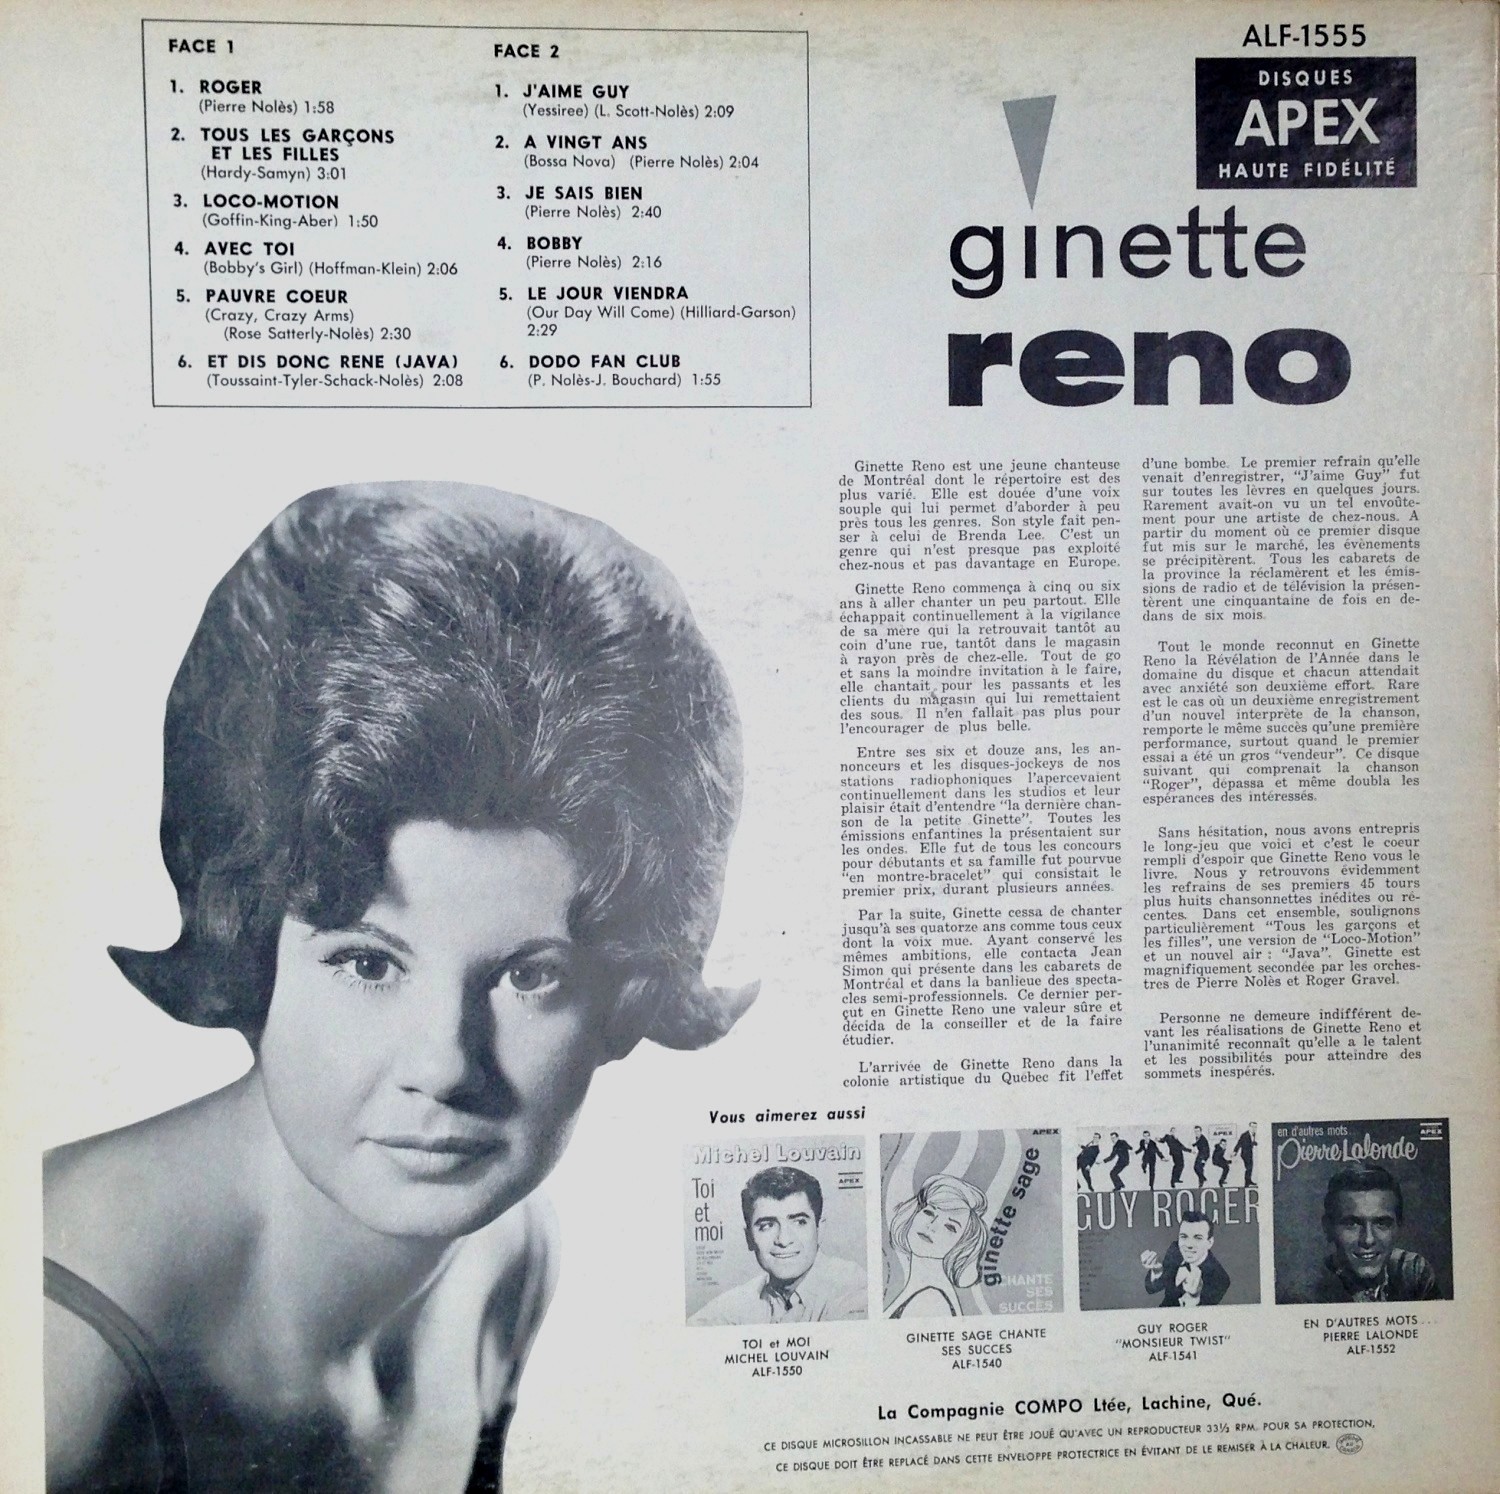 FACE 1
1. ROGER
(Pierre Nolès) 1:58
2. TOUS LES GARÇONS
ET LES FILLES
(Hardy-Samyn) 3:01
3. LOCO-MOTION
(Goffin-King-Aber) 1:50
4. AVEC TOI
(Bobby's Girl) (Hoffman-Klein) 2:06
5. PAUVRE COEUR
(Crazy, Crazy Arms)
(Rose Satterly-Nolès) 2:30
6. ET DIS DONC RENE (JAVA)
(Toussaint-Tyler-Schack-Nolès) 2:08
FACE 2
1. J'AIME GUY
(Yessiree) (L. Scott-Nolès) 2:09
2. A VINGT ANS
(Bossa Nova) (Pierre Nolès) 2:04
3. JE SAIS BIEN
(Pierre Nolès) 2:40
4. BOBBY
(Pierre Nolès) 2:16
5. LE JOUR VIENDRA
(Our Day Will Come) (Hilliard-Garson)
2:29
6. DODO FAN CLUB
(P. Nolès-J. Bouchard) 1:55
ALF-1555
DISQUES
APEX
HAUTE FIDÉLITÉ
ginette
reno
Ginette Reno est une jeune chanteuse
de Montréal dont le répertoire est des
plus varié. Elle est douée d'une voix
souple qui lui permet d'aborder à peu
près tous les genres. Son style fait pen-
ser à celui de Brenda Lee. C'est un
genre qui n'est presque pas exploité
chez-nous et pas davantage en Europe.
Ginette Reno commença à cinq ou six
ans à aller chanter un peu partout. Elle
échappait continuellement à la vigilance
de sa mère qui la retrouvait tantôt au
coin d'une rue, tantôt dans le magasin
à rayon près de chez-elle. Tout de go
et sans la moindre invitation à le faire,
elle chantait pour les passants et les
clients du magasin qui lui remettaient
des sous. Il n'en fallait pas plus pour
l'encourager de plus belle.
Entre ses six et douze ans, les an-
nonceurs et les disques-jockeys de nos
stations radiophoniques l'apercevaient
continuellement dans les studios et leur
plaisir était d'entendre "la dernière chan-
son de la petite Ginette". Toutes les
émissions enfantines la présentaient sur
les ondes. Elle fut de tous les concours
pour débutants et sa famille fut pourvue
"en montre-bracelet" qui consistait le
premier prix, durant plusieurs années.
Par la suite, Ginette cessa de chanter
jusqu'à ses quatorze ans comme tous ceux
dont la voix mue. Ayant conservé les
mêmes ambitions, elle contacta Jean
Simon qui présente dans les cabarets de
Montréal et dans la banlieue des specta-
cles semi-professionnels. Ce dernier per-
çut en Ginette Reno une valeur sûre et
décida de la conseiller et de la faire
étudier.
L'arrivée de Ginette Reno dans la
colonie artistique du Québec fit l'effet
d'une bombe. Le premier refrain qu'elle
venait d'enregistrer, "J'aime Guy" fut
sur toutes les lèvres en quelques jours.
Rarement avait-on vu un tel envoûte-
ment pour une artiste de chez-nous. A
partir du moment où ce premier disque
fut mis sur le marché, les évènements
se précipitèrent. Tous les cabarets de
la province la réclamèrent et les émis-
sions de radio et de télévision la présen-
tèrent une cinquantaine de fois en de-
dans de six mois.
Tout le monde reconnut en Ginette
Reno la Révélation de l'Année dans le
domaine du disque et chacun attendait
avec anxiété son deuxième effort. Rare
est le cas où un deuxième enregistrement
d'un nouvel interprète de la chanson,
remporte le même succès qu'une première
performance, surtout quand le premier
essai a été un gros "vendeur". Ce disque
suivant qui comprenait la chanson
"Roger", dépassa et même doubla les
espérances des intéressés.
Sans hésitation, nous avons entrepris
le long-jeu que voici et c'est le coeur
rempli d'espoir que Ginette Reno vous le
livre. Nous y retrouvons évidemment
les refrains de ses premiers 45 tours
plus huits chansonnettes inédites ou ré-
centes. Dans cet ensemble, soulignons
particulièrement "Tous les garçons et
les filles", une version de "Loco-Motion"
et un nouvel air : "Java". Ginette est
magnifiquement secondée par les orches-
tres de Pierre Nolès et Roger Gravel.
Personne ne demeure indifférent de-
vant les réalisations de Ginette Reno et
l'unanimité reconnaît qu'elle a le talent
et les possibilités pour atteindre des
sommets inespérés.
Vous aimerez aussi
Michel Louvain
APEX
Toi
et
moi
TOI et MOI
MICHEL LOUVAIN
ALF-1550
APEX
ginette sage
CHANTE
SES
SUCCÈS
GINETTE SAGE CHANTE
SES SUCCES
ALF-1540
APEX
GUY ROGER
GUY ROGER
"MONSIEUR TWIST"
ALF-1541
en d'autres mots...
APEX
Pierre Lalonde
EN D'AUTRES MOTS...
PIERRE LALONDE
ALF-1552
La Compagnie COMPO Ltée, Lachine, Qué.
CE DISQUE MICROSILLON INCASSABLE NE PEUT ÊTRE JOUÉ QU'AVEC UN REPRODUCTEUR 33⅓ RPM. POUR SA PROTECTION,
CE DISQUE DOIT ÊTRE REPLACÉ DANS CETTE ENVELOPPE PROTECTRICE EN ÉVITANT DE LE REMISER À LA CHALEUR.